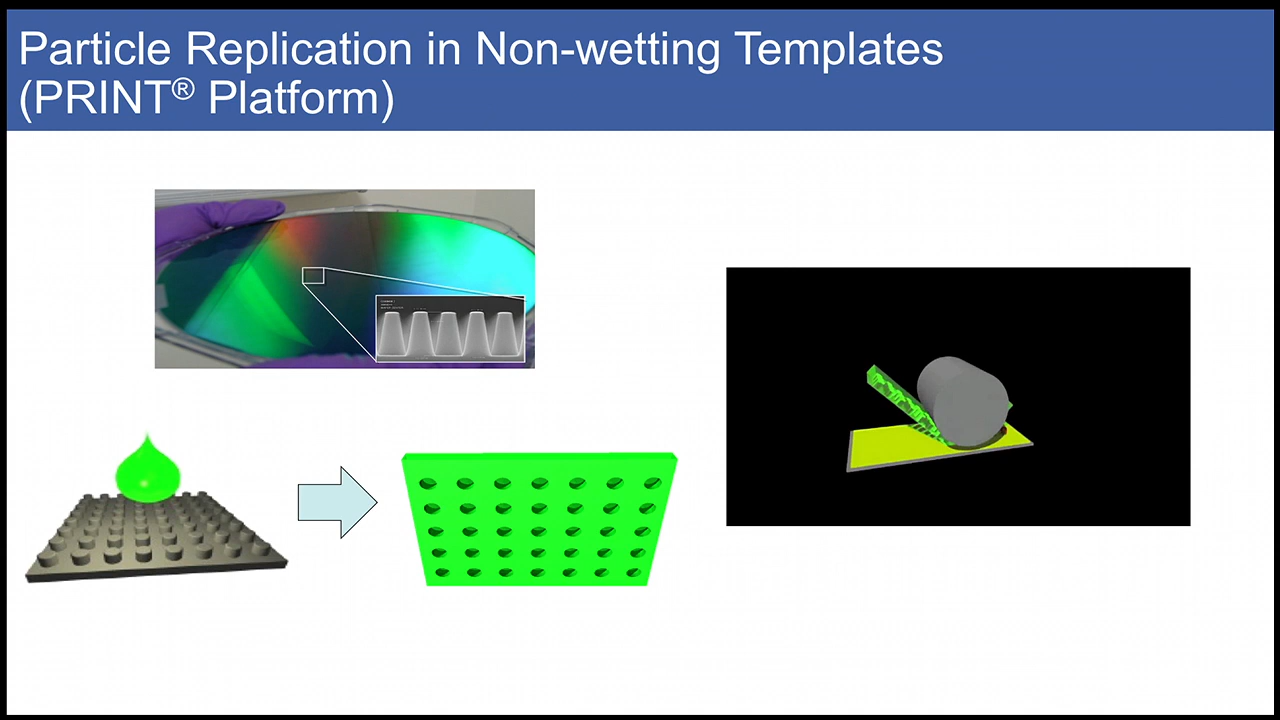 Particle Replication in Non-wetting Templates
(PRINT® Platform)